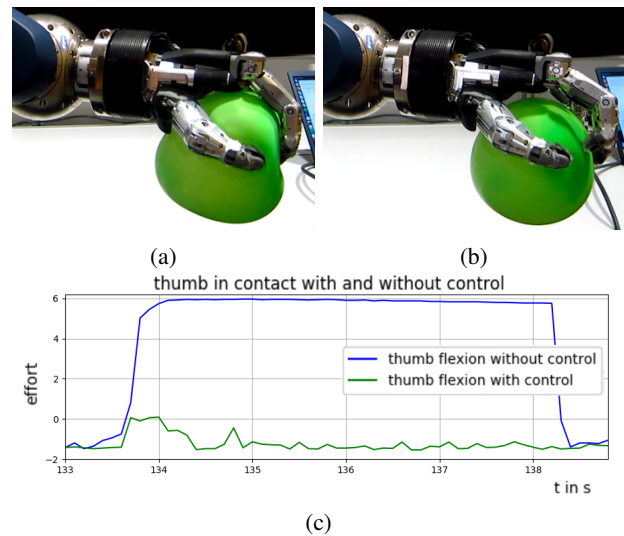 (a)
(b)
thumb in contact with and without control
6
4
2
0
−2
effort
thumb flexion without control
thumb flexion with control
133
134
135
136
137
138
t in s
(c)